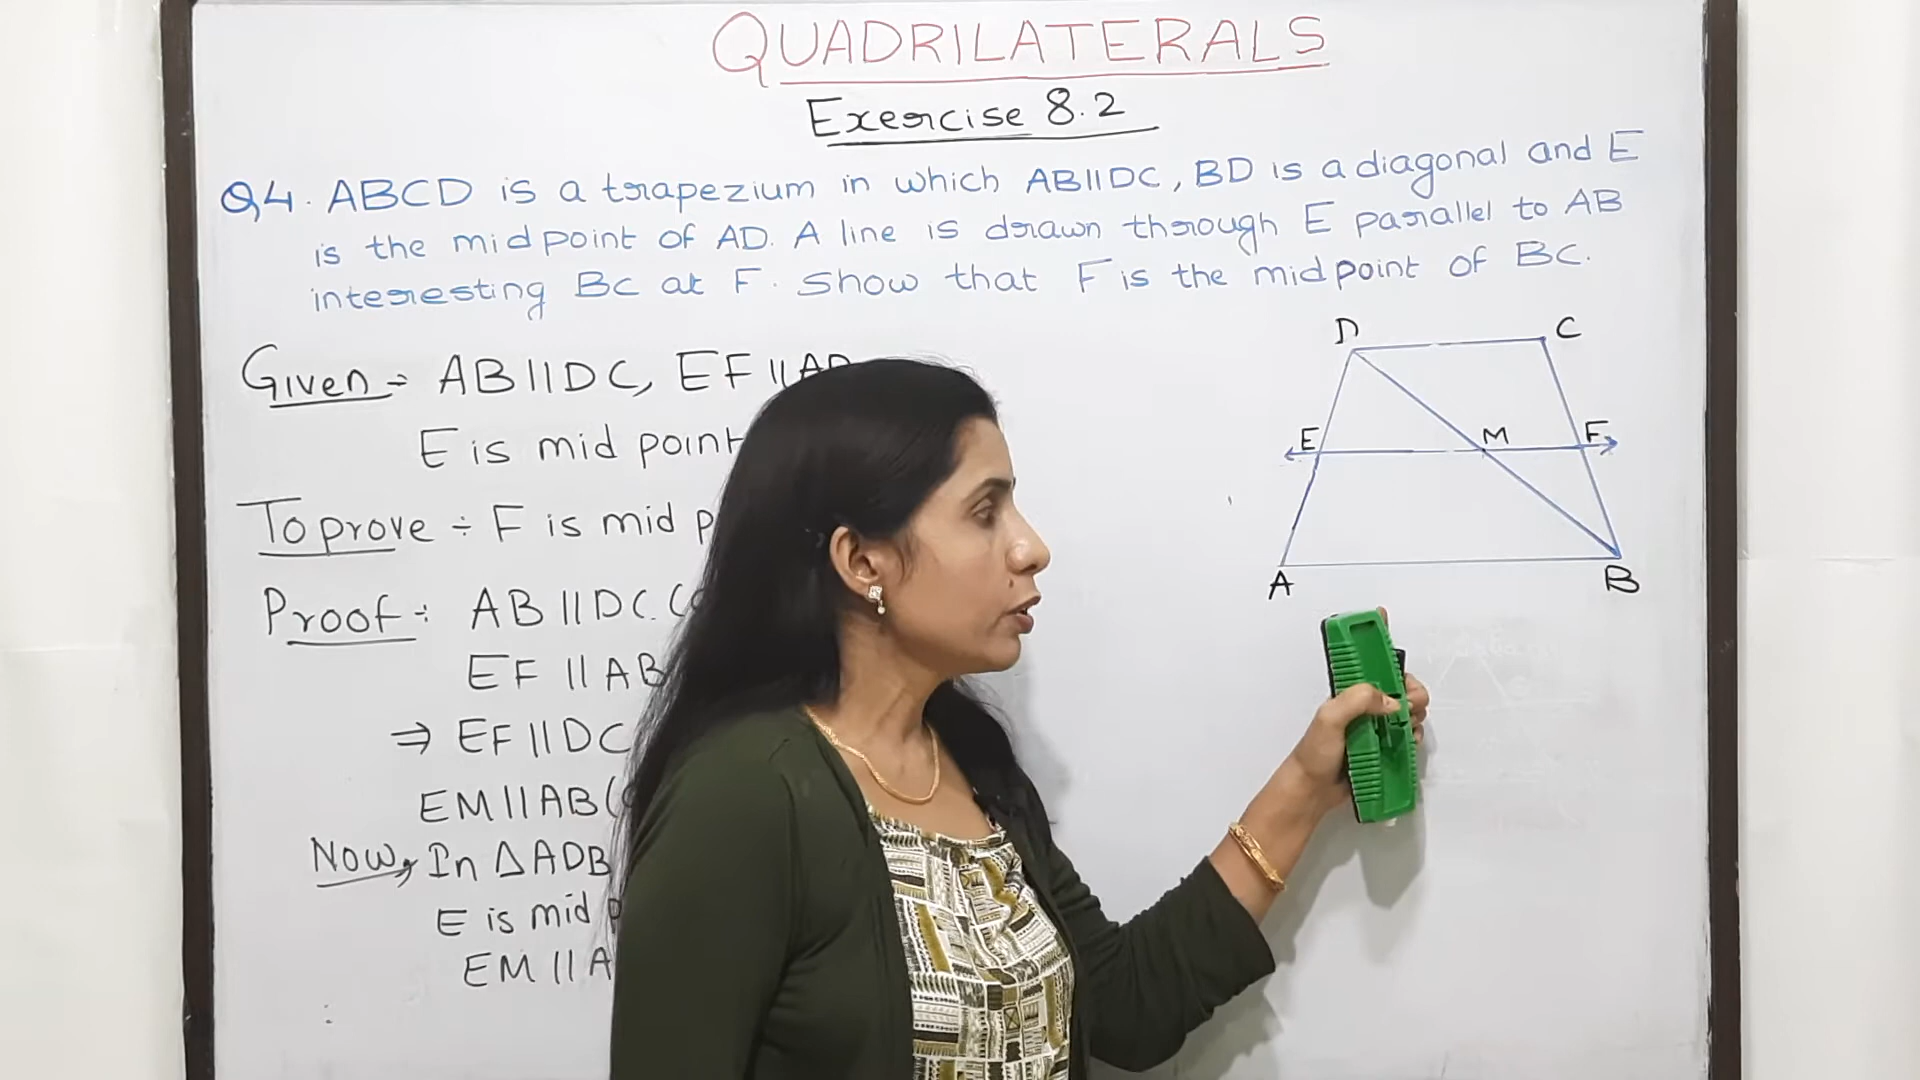 QUADRILATERALS
Exercise 8.2
Q4. ABCD is a trapezium in which AB||DC, BD is a diagonal and E
is the mid point of AD. A line is drawn through E parallel to AB
interesting BC at F. Show that F is the midpoint of BC.
Given:- AB||DC, EF||AB
E is mid point
To prove ÷ F is mid
Proof ÷ AB||DC.
EF || AB
⇒ EF||DC
EM||AB(
Now, In ΔADB
E is mid
EM || A
D C
E M F
A B